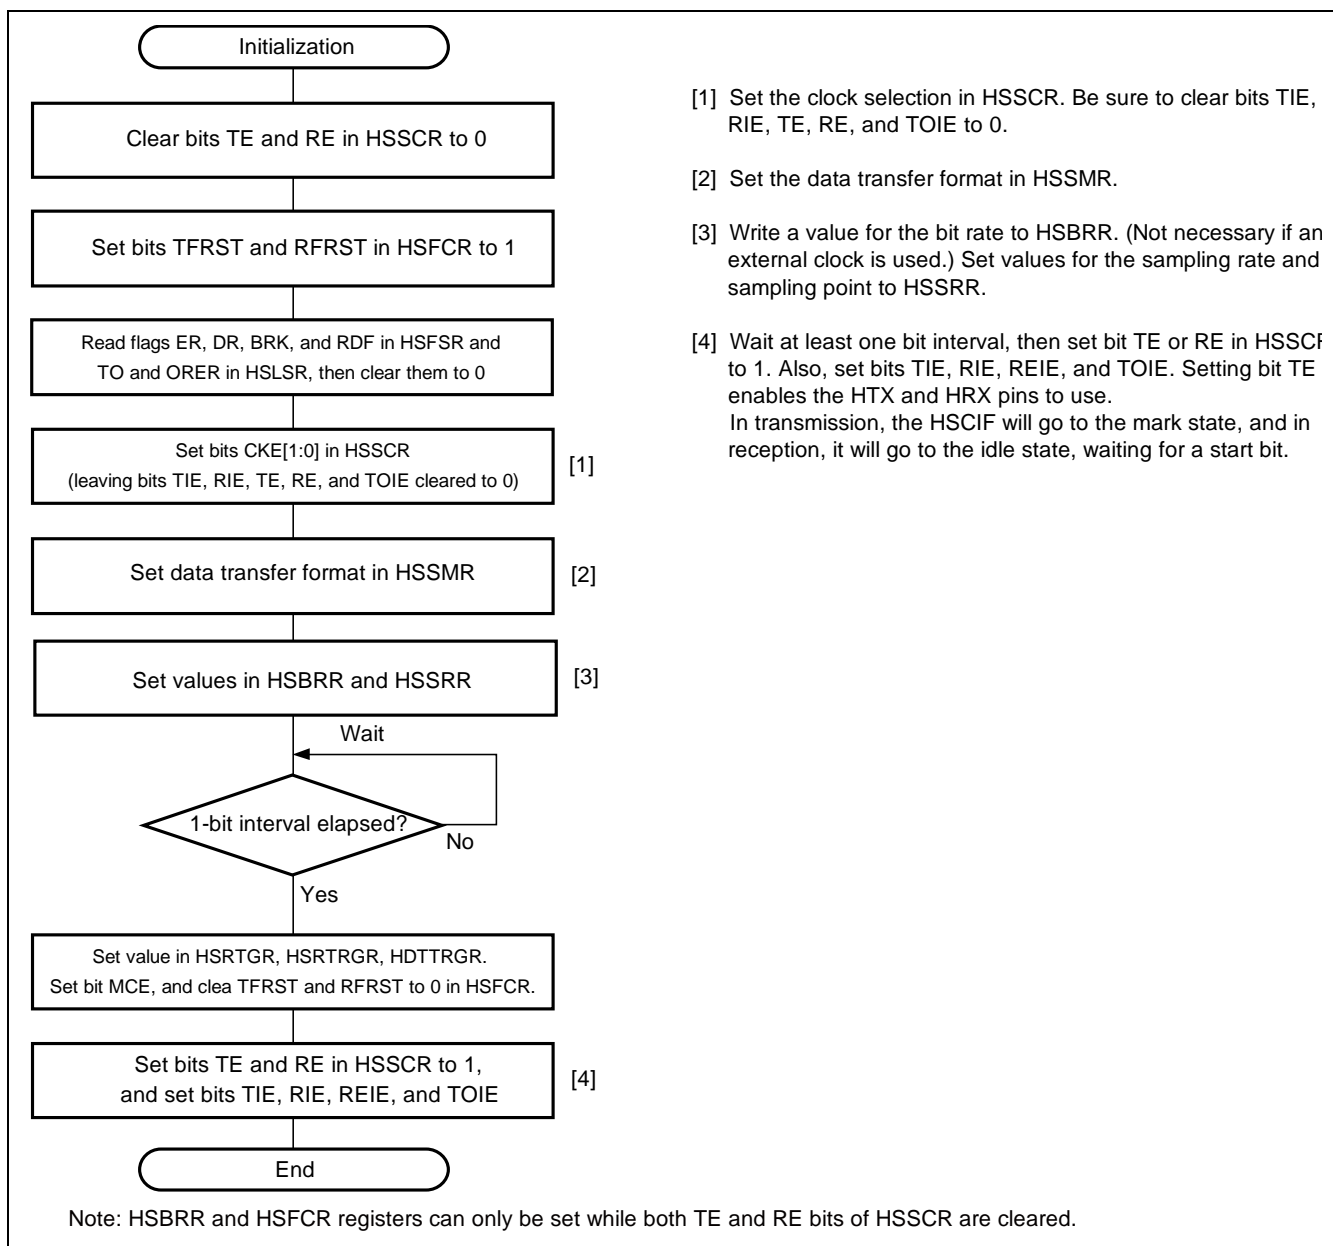 Initialization
Clear bits TE and RE in HSSCR to 0
Set bits TFRST and RFRST in HSFCR to 1
Read flags ER, DR, BRK, and RDF in HSFSR and
TO and ORER in HSLSR, then clear them to 0
Set bits CKE[1:0] in HSSCR
(leaving bits TIE, RIE, TE, RE, and TOIE cleared to 0)
[1]
Set data transfer format in HSSMR
[2]
Set values in HSBRR and HSSRR
[3]
Wait
1-bit interval elapsed?
No
Yes
Set value in HSRTGR, HSRTRGR, HDTTRGR.
Set bit MCE, and clea TFRST and RFRST to 0 in HSFCR.
Set bits TE and RE in HSSCR to 1,
and set bits TIE, RIE, REIE, and TOIE
[4]
End
[1] Set the clock selection in HSSCR. Be sure to clear bits TIE,
RIE, TE, RE, and TOIE to 0.
[2] Set the data transfer format in HSSMR.
[3] Write a value for the bit rate to HSBRR. (Not necessary if an
external clock is used.) Set values for the sampling rate and
sampling point to HSSRR.
[4] Wait at least one bit interval, then set bit TE or RE in
to 1. Also, set bits TIE, RIE, REIE, and TOIE. Setting bit TE
enables the HTX and HRX pins to use.
In transmission, the HSCIF will go to the mark state, and in
reception, it will go to the idle state, waiting for a start bit.
Note: HSBRR and HSFCR registers can only be set while both TE and RE bits of HSSCR are cleared.